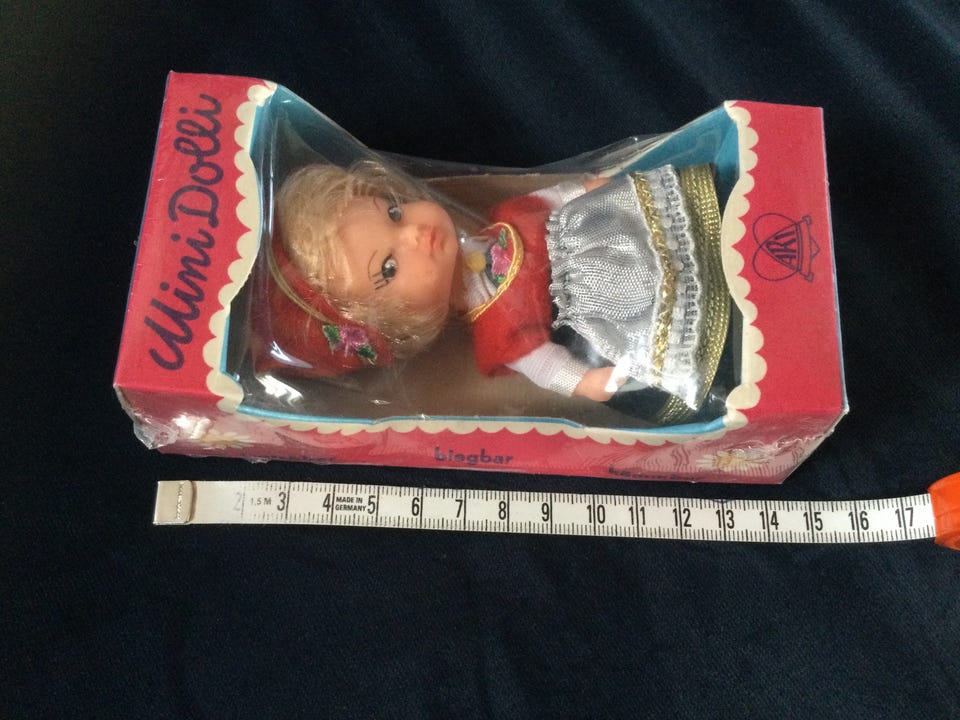 Mini Dolli
ARI
biegbar
2 1,5 M 3 4 MADE IN GERMANY 5 6 7 8 9 10 11 12 13 14 15 16 17